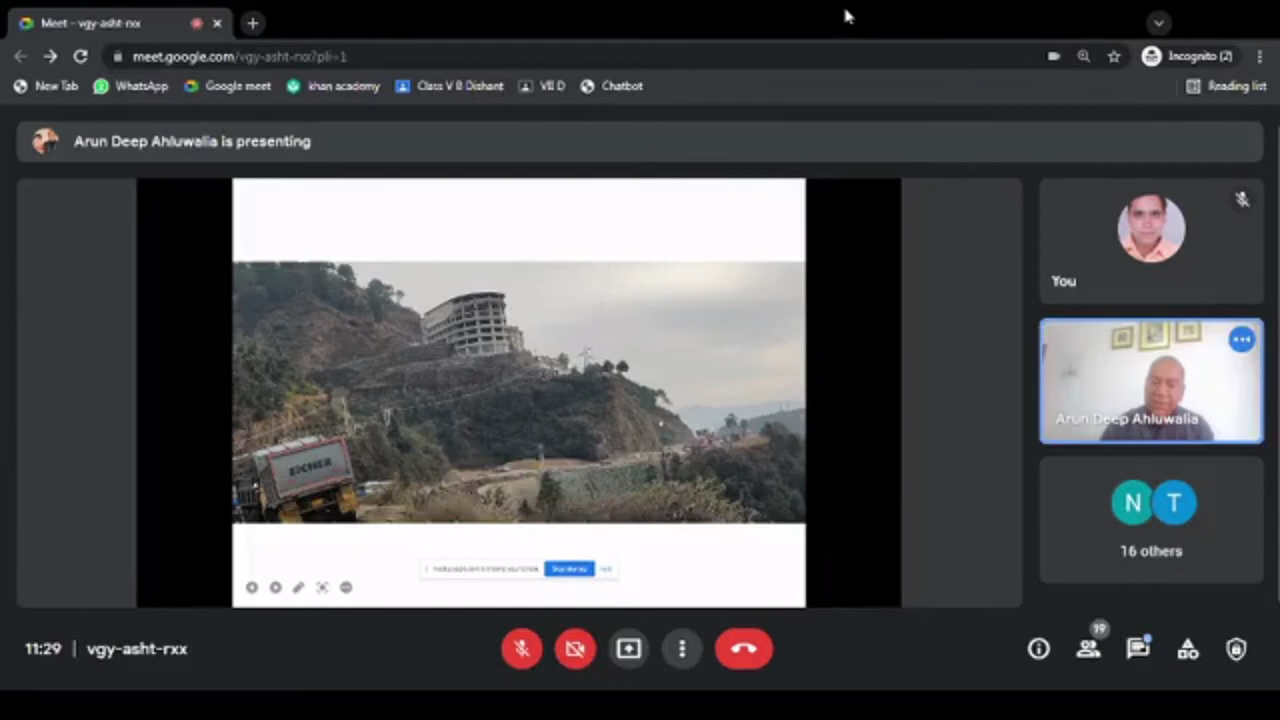 Meet - vgy-asht-rxx
meet.google.com/vgy-asht-rxx?pli=1
Incognito (2)
New Tab
WhatsApp
Google meet
khan academy
Class V B Dishant
VII D
Chatbot
Reading list
Arun Deep Ahluwalia is presenting
You
EICHER
Arun Deep Ahluwalia
N T
16 others
Stop sharing
11:29 | vgy-asht-rxx
19